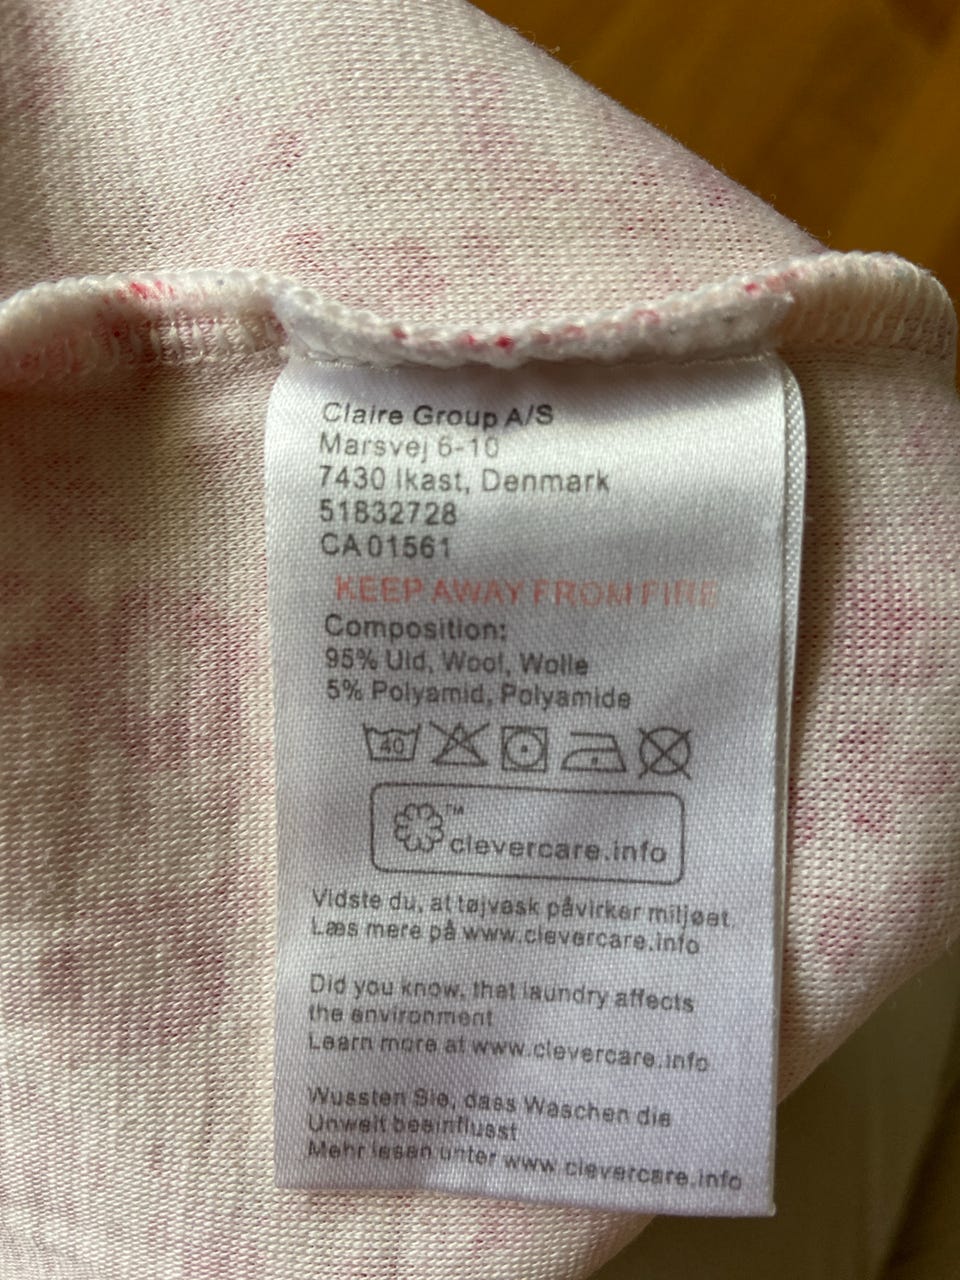 Claire Group A/S
Marsvej 6-10
7430 Ikast, Denmark
51832728
CA01561
KEEP AWAY FROM FIRE
Composition:
95% Uld, Wool, Wolle
5% Polyamid, Polyamide
40
™
clevercare.info
Vidste du, at tøjvask påvirker miljøet.
Læs mere på www.clevercare.info
Did you know, that laundry affects
the environment
Learn more at www.clevercare.info
Wussten Sie, dass Waschen die
Umwelt beeinflusst
Mehr lesen unter www.clevercare.info